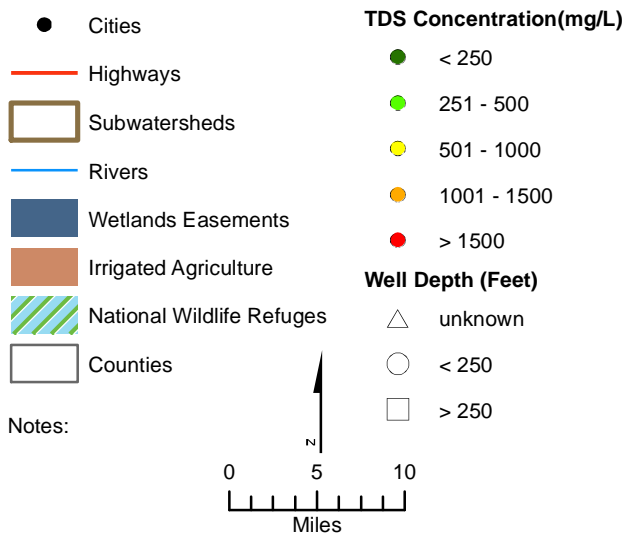 Cities
Highways
Subwatersheds
Rivers
Wetlands Easements
Irrigated Agriculture
National Wildlife Refuges
Counties
Notes:
TDS Concentration(mg/L)
< 250
251 - 500
501 - 1000
1001 - 1500
> 1500
Well Depth (Feet)
unknown
< 250
> 250
N
0 5 10
Miles